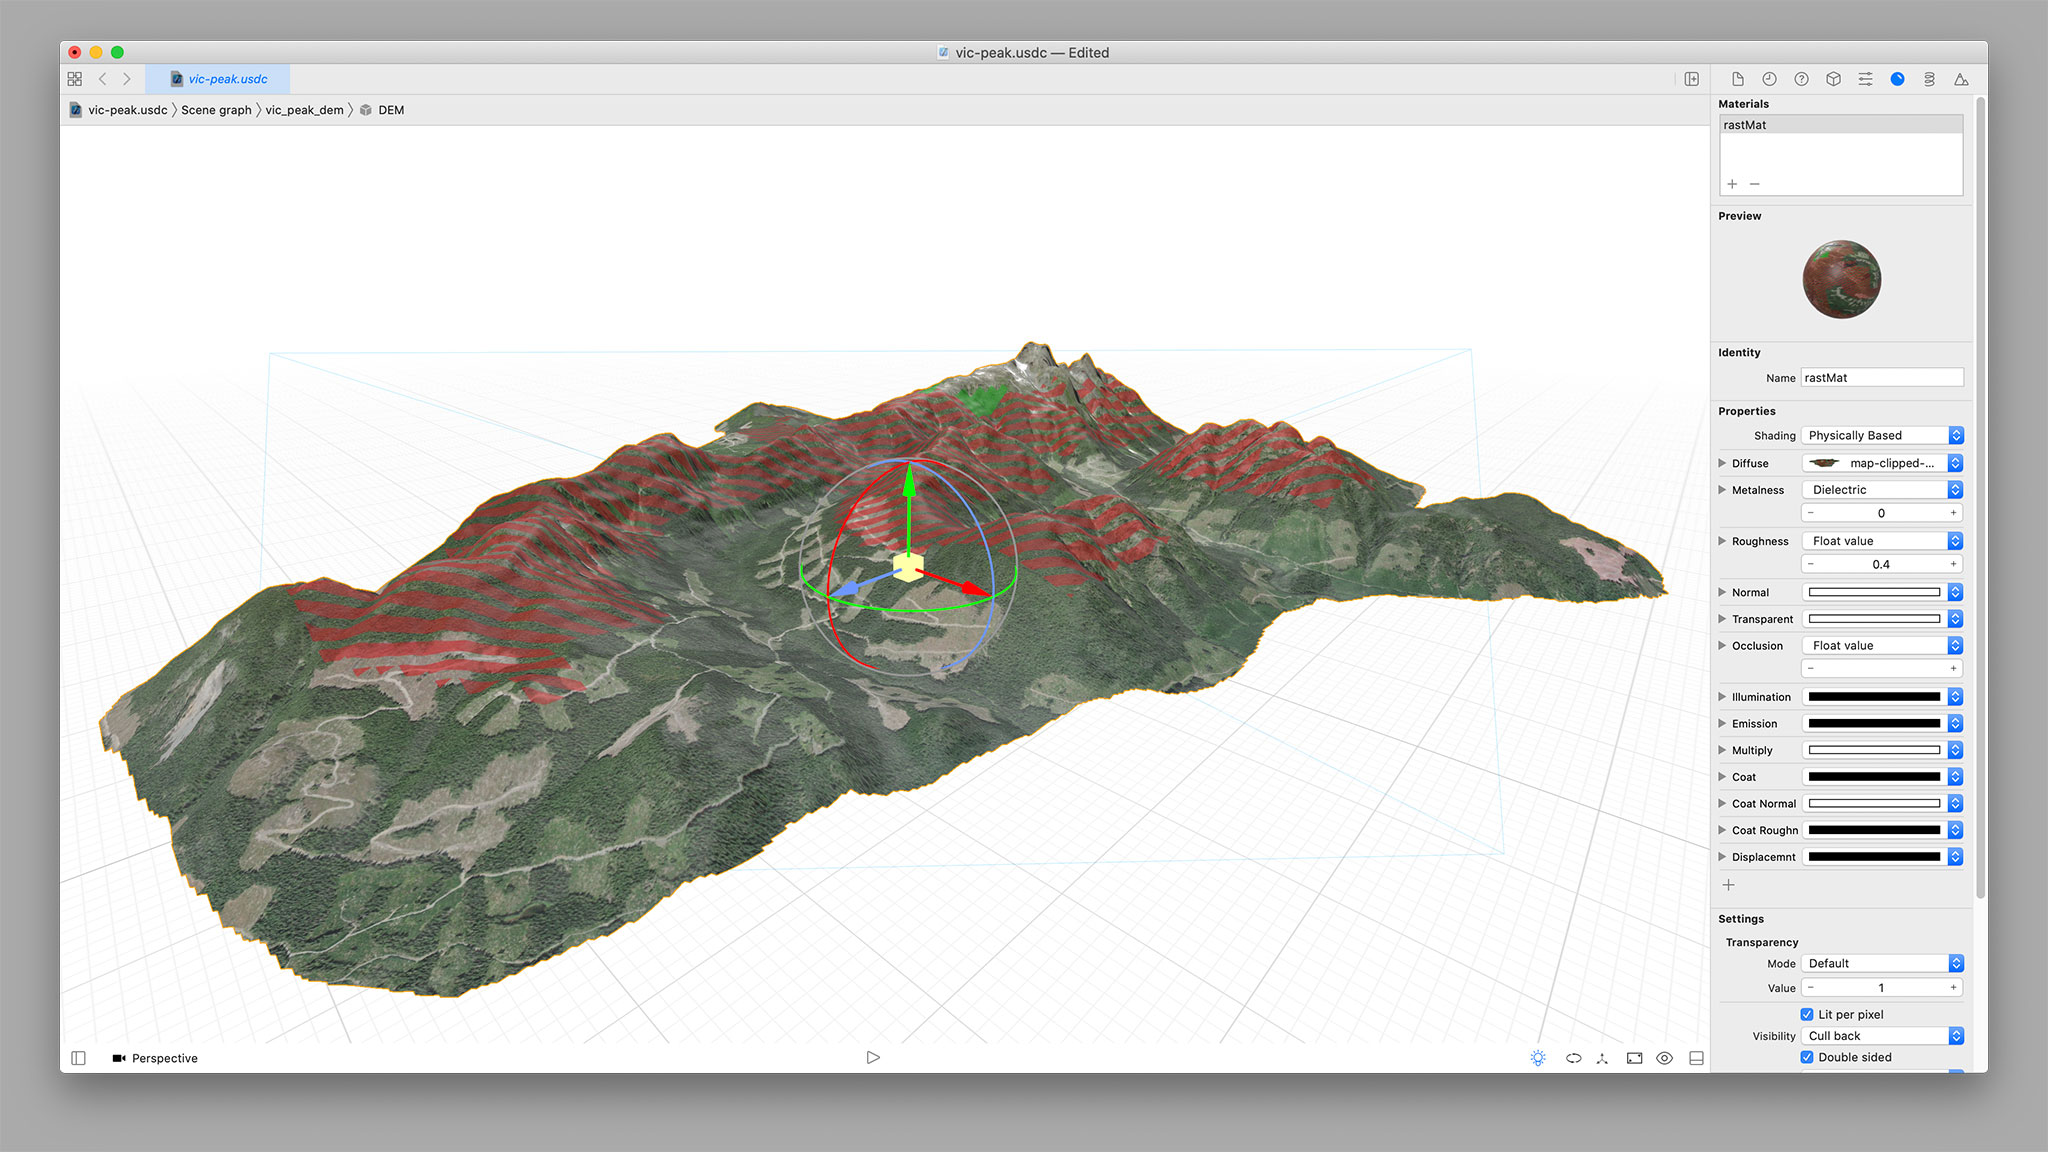 vic-peak.usdc — Edited
vic-peak.usdc
vic-peak.usdc 〉Scene graph 〉vic_peak_dem 〉 DEM
Materials
rastMat
+ −
Preview
Identity
Name rastMat
Properties
Shading Physically Based
Diffuse map-clipped-...
Metalness Dielectric
− 0 +
Roughness Float value
− 0.4 +
Normal
Transparent
Occlusion Float value
− +
Illumination
Emission
Multiply
Coat
Coat Normal
Coat Roughn
Displacemnt
+
Settings
Transparency
Mode Default
Value − 1 +
Lit per pixel
Visibility Cull back
Double sided
Perspective